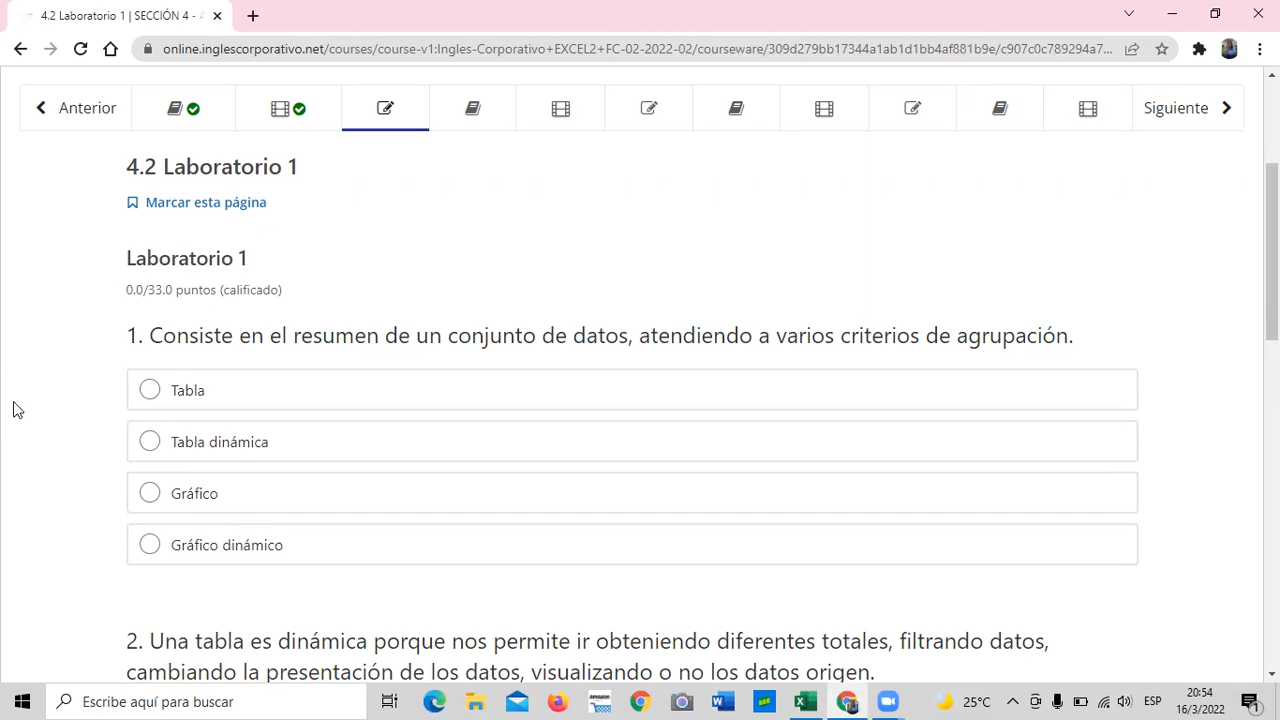 4.2 Laboratorio 1 | SECCIÓN 4 -
online.inglescorporativo.net/courses/course-v1:Ingles-Corporativo+EXCEL2+FC-02-2022-02/courseware/309d279bb17344a1ab1d1bb4af881b9e/c907c0c789294a7...
Anterior
Siguiente
4.2 Laboratorio 1
Marcar esta página
Laboratorio 1
0.0/33.0 puntos (calificado)
1. Consiste en el resumen de un conjunto de datos, atendiendo a varios criterios de agrupación.
Tabla
Tabla dinámica
Gráfico
Gráfico dinámico
2. Una tabla es dinámica porque nos permite ir obteniendo diferentes totales, filtrando datos,
cambiando la presentación de los datos, visualizando o no los datos origen.
Escribe aquí para buscar
25°C
ESP
20:54
16/3/2022